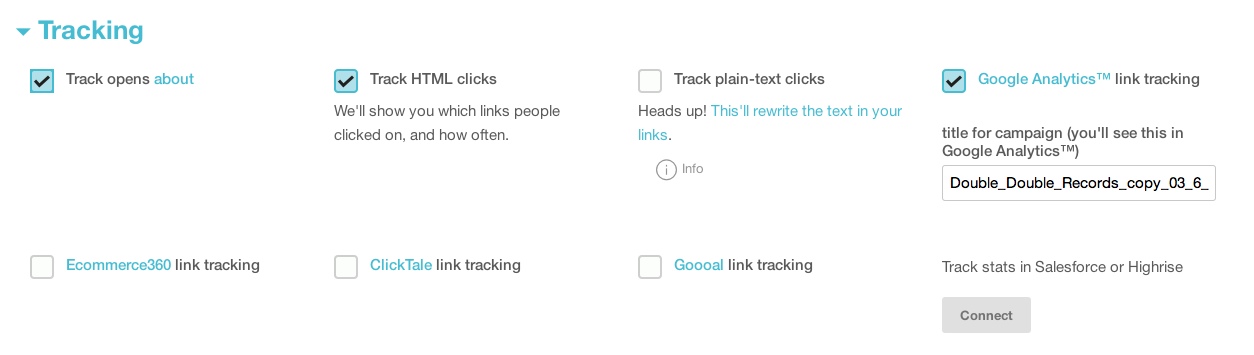 Tracking
Track opens about
Track HTML clicks
We'll show you which links people
clicked on, and how often.
Track plain-text clicks
Heads up! This'll rewrite the text in your
links.
Info
Google Analytics™ link tracking
title for campaign (you'll see this in
Google Analytics™)
Double_Double_Records_copy_03_6_
Ecommerce360 link tracking
ClickTale link tracking
Goooal link tracking
Track stats in Salesforce or Highrise
Connect